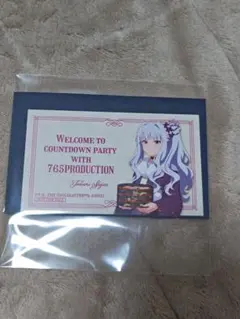 WELCOME TO
COUNTDOWN PARTY
WITH
765PRODUCTION